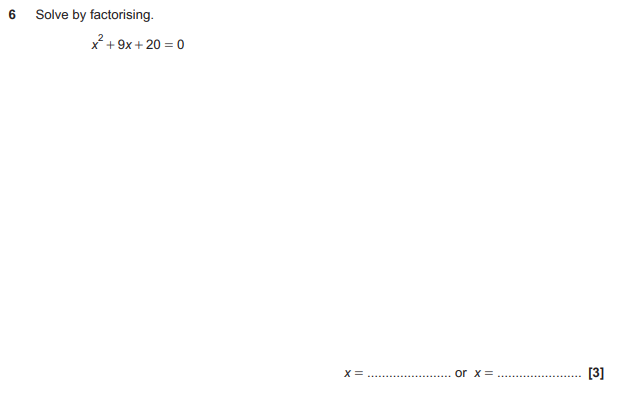 6 Solve by factorising.
x² + 9x + 20 = 0
x = ....................... or x = ....................... [3]